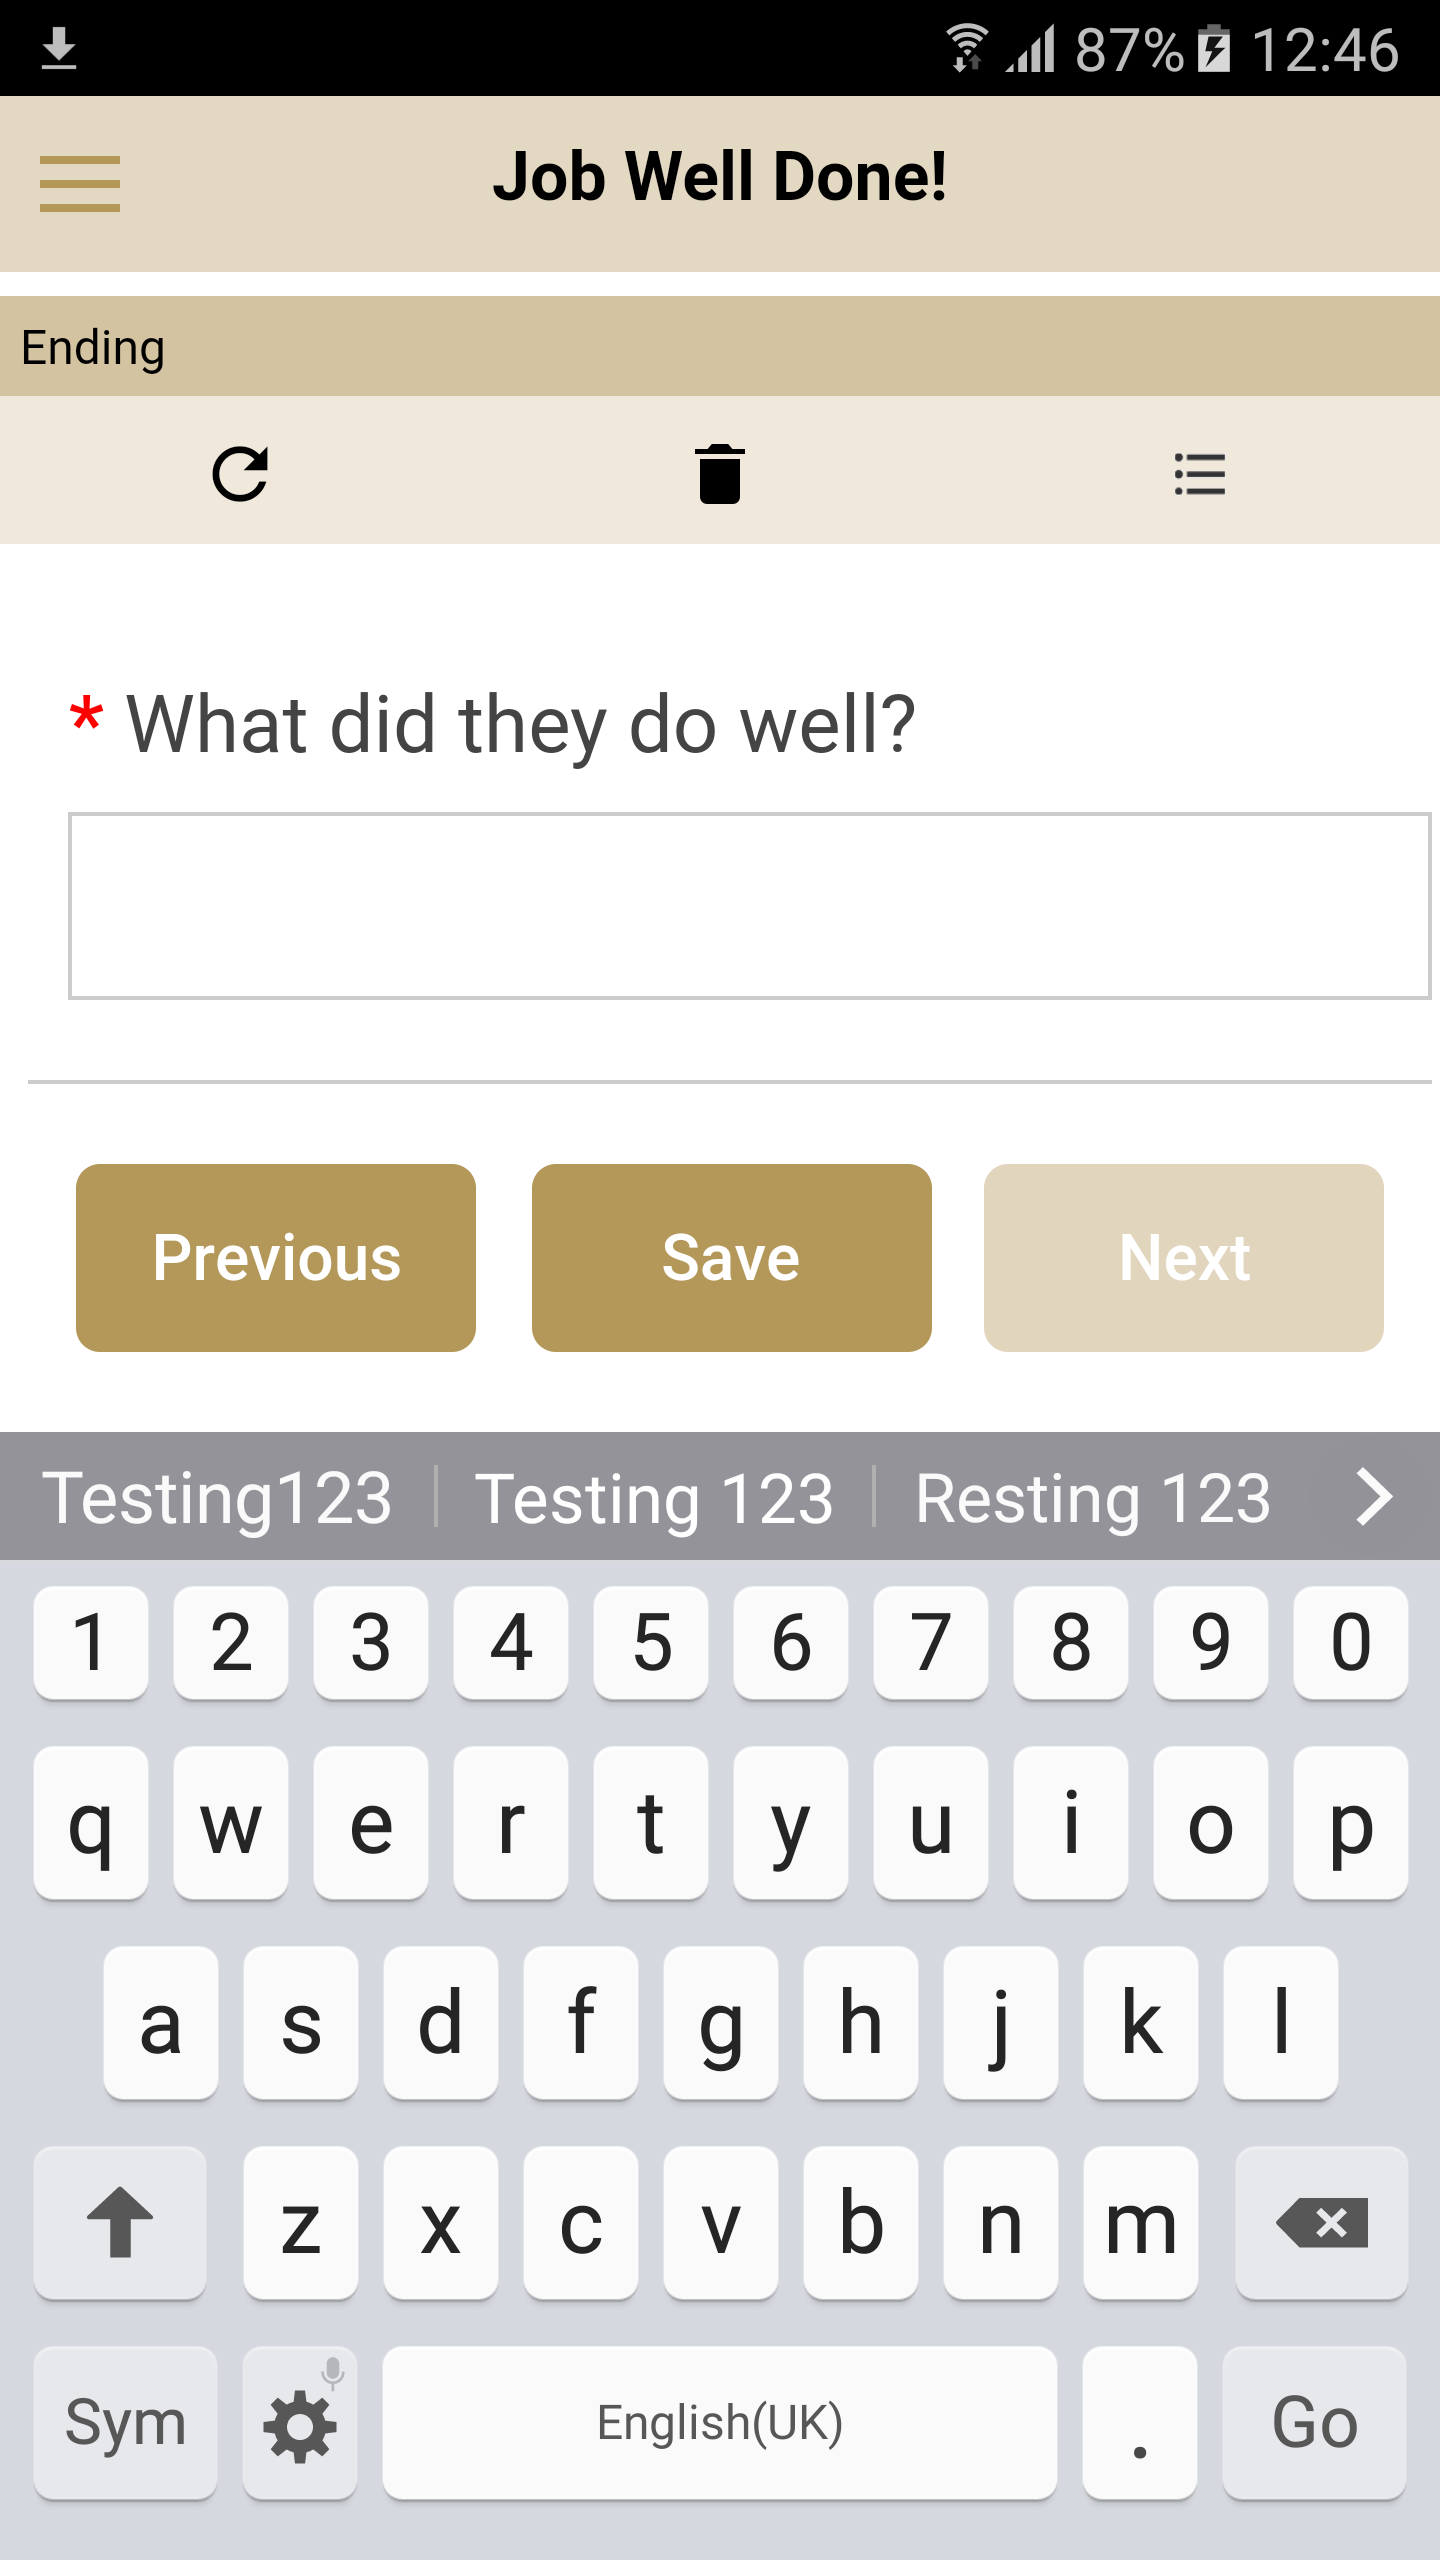 87% 12:46
Job Well Done!
Ending
* What did they do well?
Previous Save Next
Testing123 Testing 123 Resting 123
1 2 3 4 5 6 7 8 9 0
q w e r t y u i o p
a s d f g h j k l
z x c v b n m
Sym English(UK) . Go